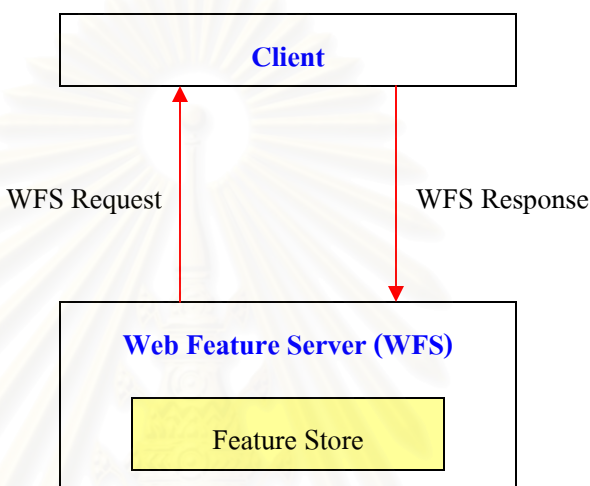 Client
WFS Request
WFS Response
Web Feature Server (WFS)
Feature Store